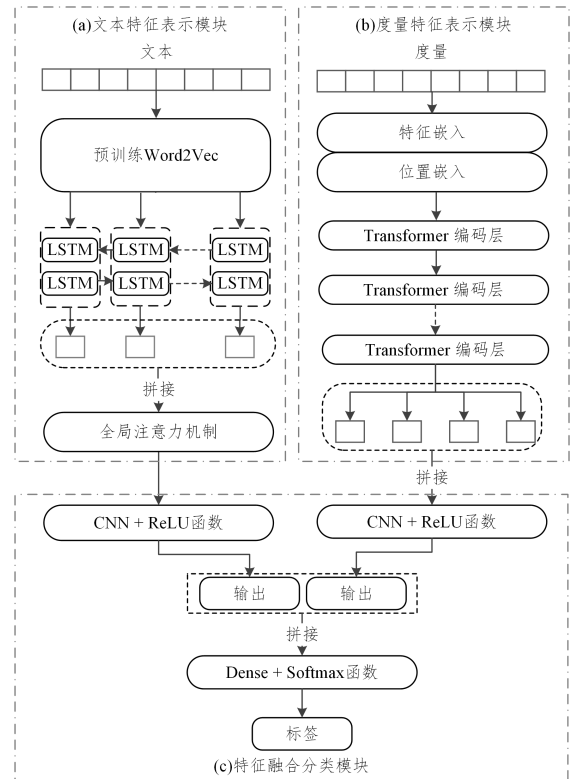 (a)文本特征表示模块
文本
预训练Word2Vec
LSTM LSTM LSTM
LSTM LSTM LSTM
拼接
全局注意力机制
(b)度量特征表示模块
度量
特征嵌入
位置嵌入
Transformer 编码层
Transformer 编码层
Transformer 编码层
拼接
CNN + ReLU函数 CNN + ReLU函数
输出 输出
拼接
Dense + Softmax函数
标签
(c)特征融合分类模块